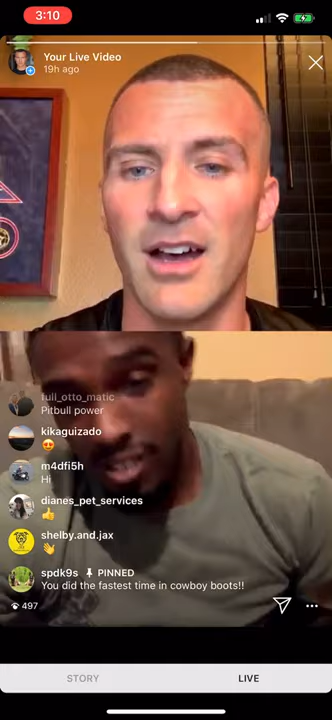 3:10
Your Live Video
19h ago
full_otto_matic
Pitbull power
kikaguizado
😍
m4dfi5h
Hi
dianes_pet_services
👍
shelby.and.jax
👋
spdk9s PINNED
You did the fastest time in cowboy boots!!
497
STORY LIVE